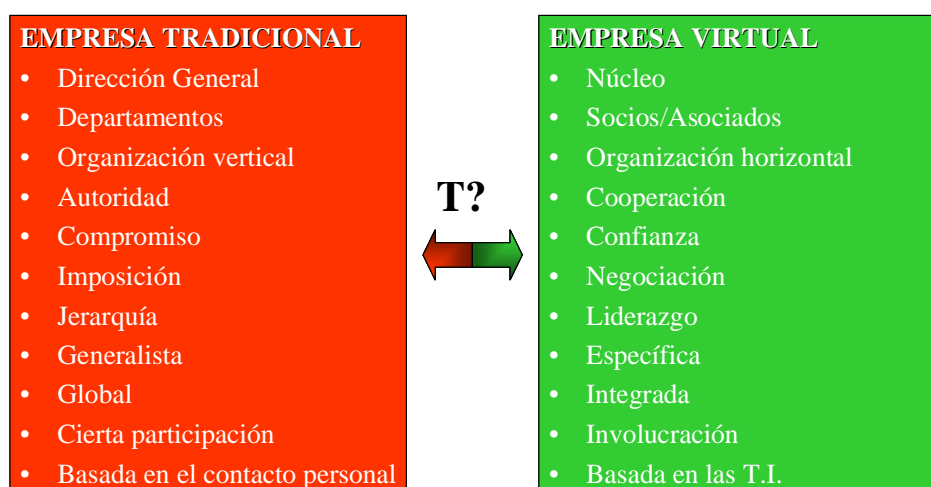 EMPRESA TRADICIONAL
• Dirección General
• Departamentos
• Organización vertical
• Autoridad
• Compromiso
• Imposición
• Jerarquía
• Generalista
• Global
• Cierta participación
• Basada en el contacto personal
T?
EMPRESA VIRTUAL
• Núcleo
• Socios/Asociados
• Organización horizontal
• Cooperación
• Confianza
• Negociación
• Liderazgo
• Específica
• Integrada
• Involucración
• Basada en las T.I.